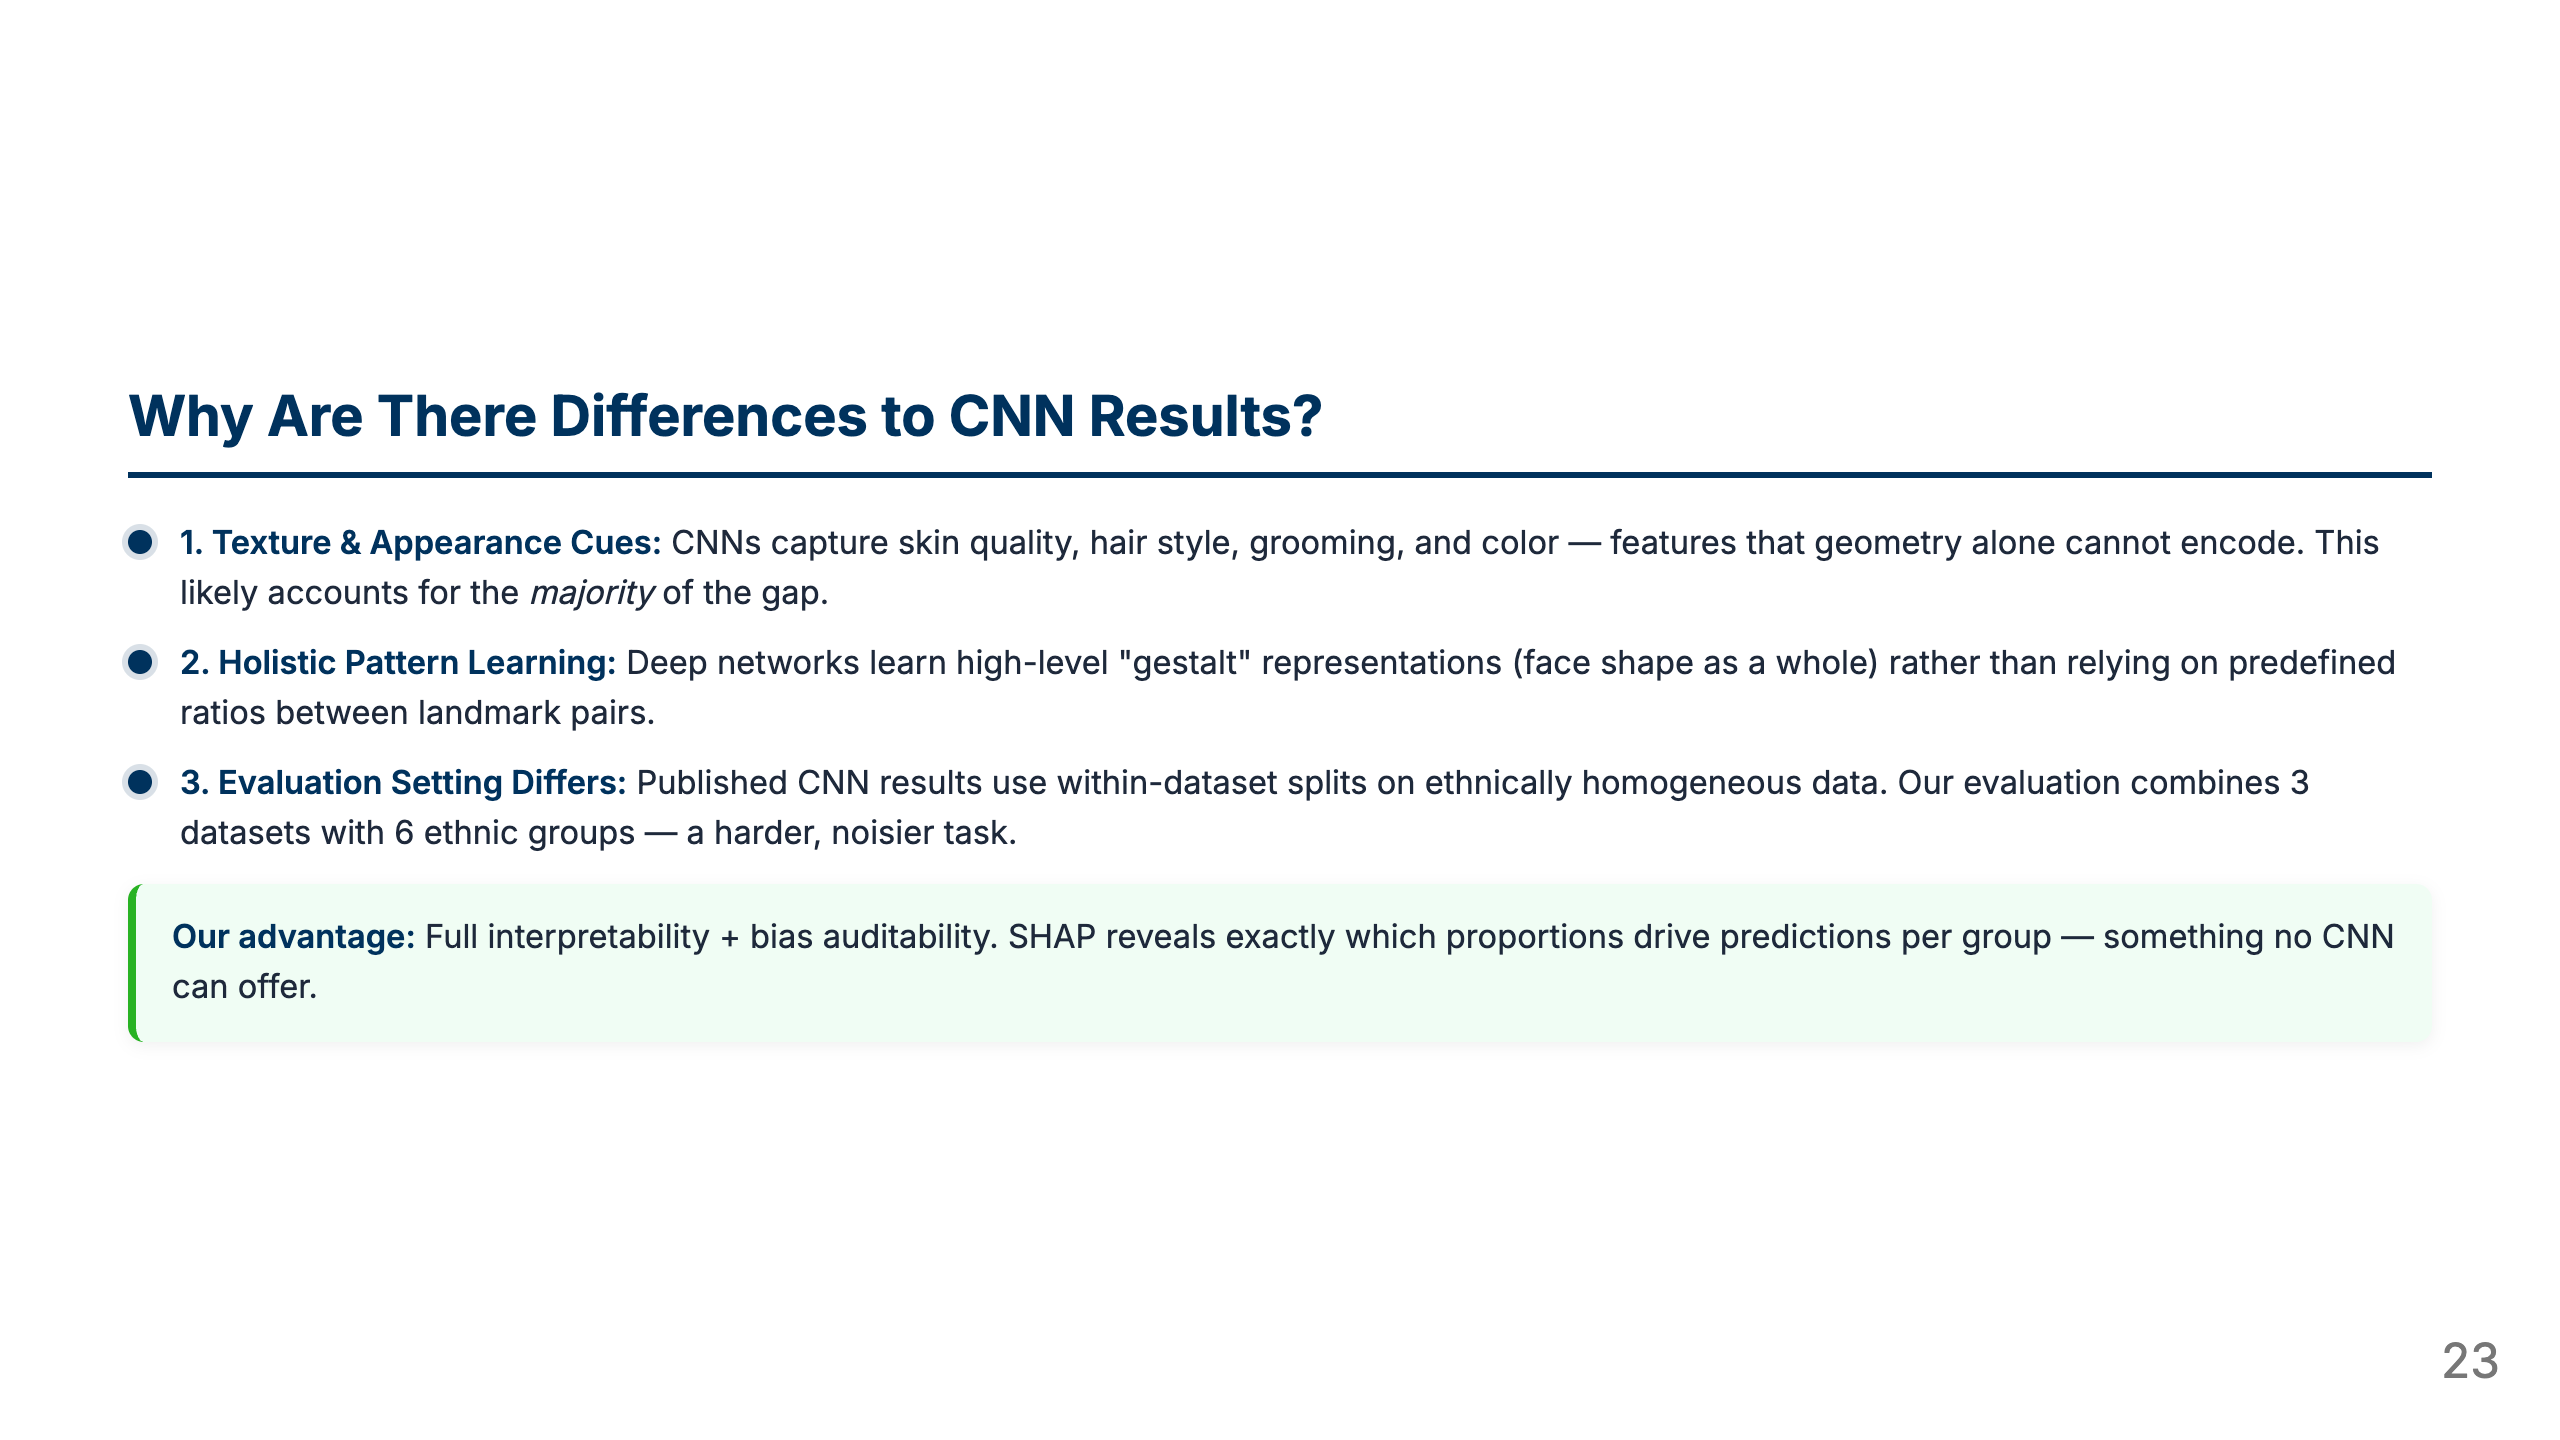 Why Are There Differences to CNN Results?
1. Texture & Appearance Cues: CNNs capture skin quality, hair style, grooming, and color — features that geometry alone cannot encode. This
likely accounts for the majority of the gap.
2. Holistic Pattern Learning: Deep networks learn high-level "gestalt" representations (face shape as a whole) rather than relying on predefined
ratios between landmark pairs.
3. Evaluation Setting Differs: Published CNN results use within-dataset splits on ethnically homogeneous data. Our evaluation combines 3
datasets with 6 ethnic groups — a harder, noisier task.
Our advantage: Full interpretability + bias auditability. SHAP reveals exactly which proportions drive predictions per group — something no CNN
can offer.
23